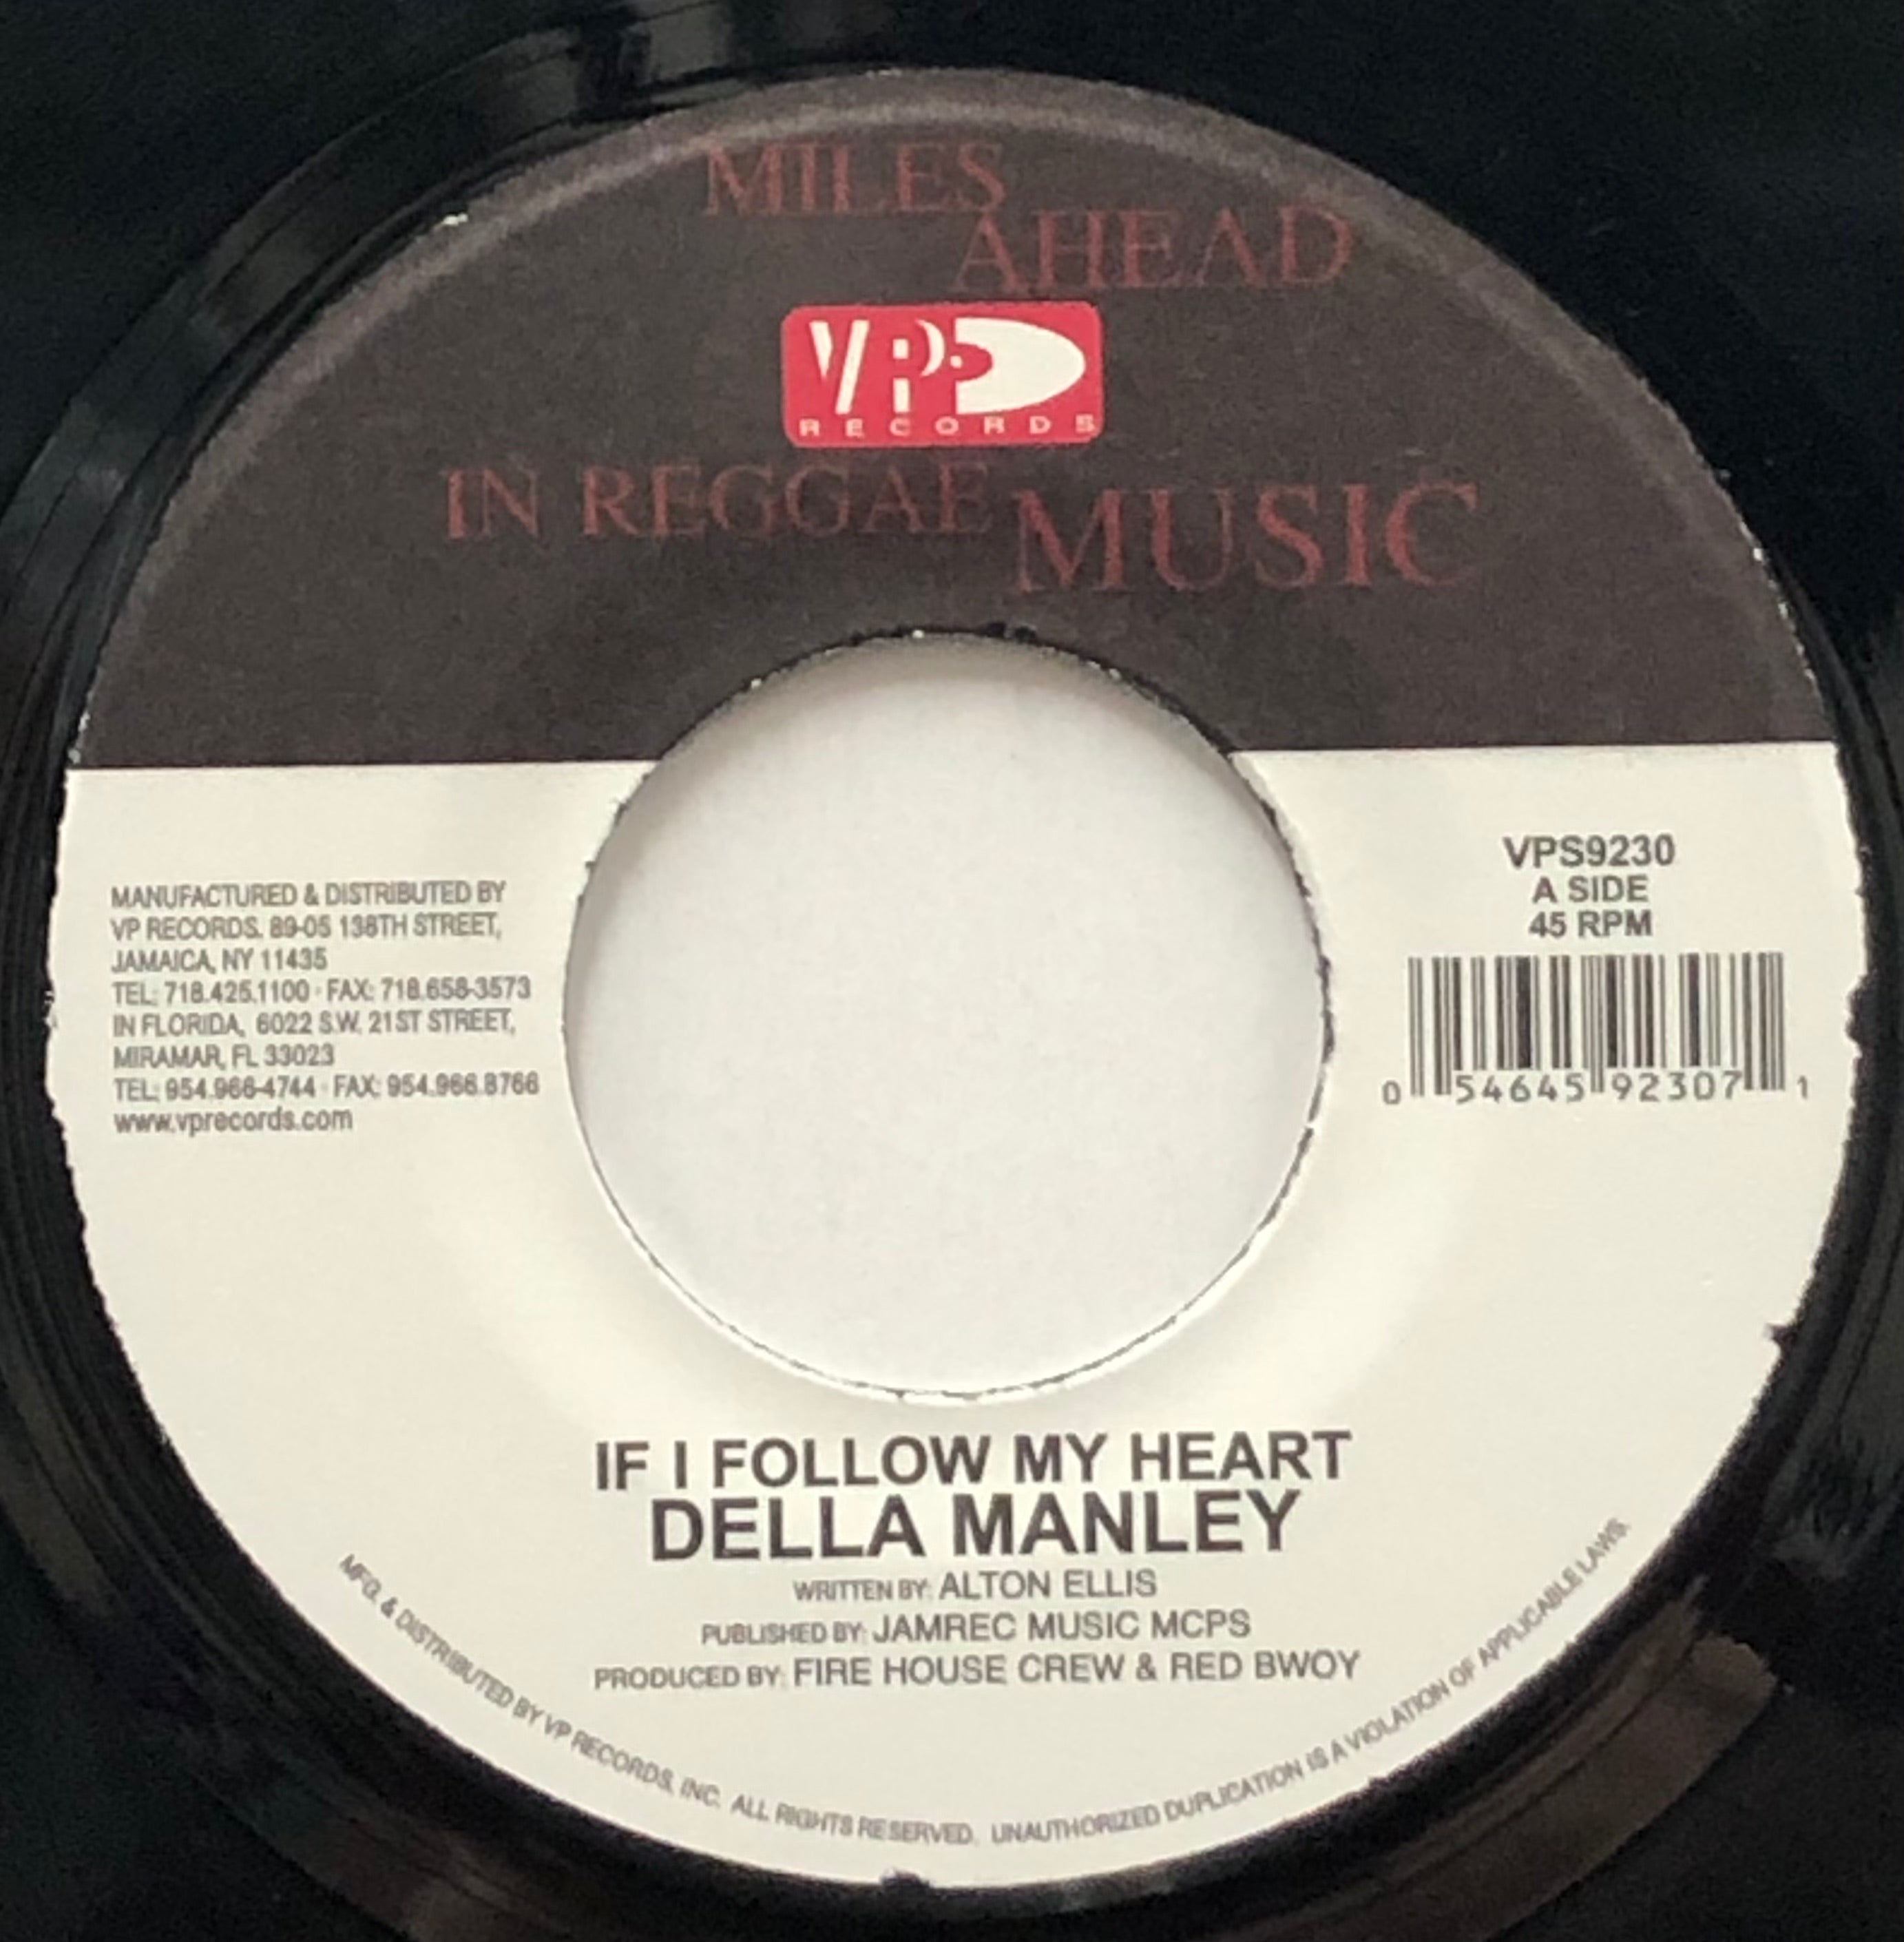 MILES
AHEAD
VP
RECORDS
IN REGGAE MUSIC
MANUFACTURED & DISTRIBUTED BY
VP RECORDS. 89-05 138TH STREET,
JAMAICA, NY 11435
TEL: 718.425.1100 · FAX: 718.658-3573
IN FLORIDA, 6022 S.W. 21ST STREET,
MIRAMAR, FL 33023
TEL: 954.966-4744 · FAX: 954.966.8766
www.vprecords.com
VPS9230
A SIDE
45 RPM
0 54645 92307 1
IF I FOLLOW MY HEART
DELLA MANLEY
WRITTEN BY: ALTON ELLIS
PUBLISHED BY: JAMREC MUSIC MCPS
PRODUCED BY: FIRE HOUSE CREW & RED BWOY
MFG. & DISTRIBUTED BY VP RECORDS, INC. ALL RIGHTS RESERVED. UNAUTHORIZED DUPLICATION IS A VIOLATION OF APPLICABLE LAWS.